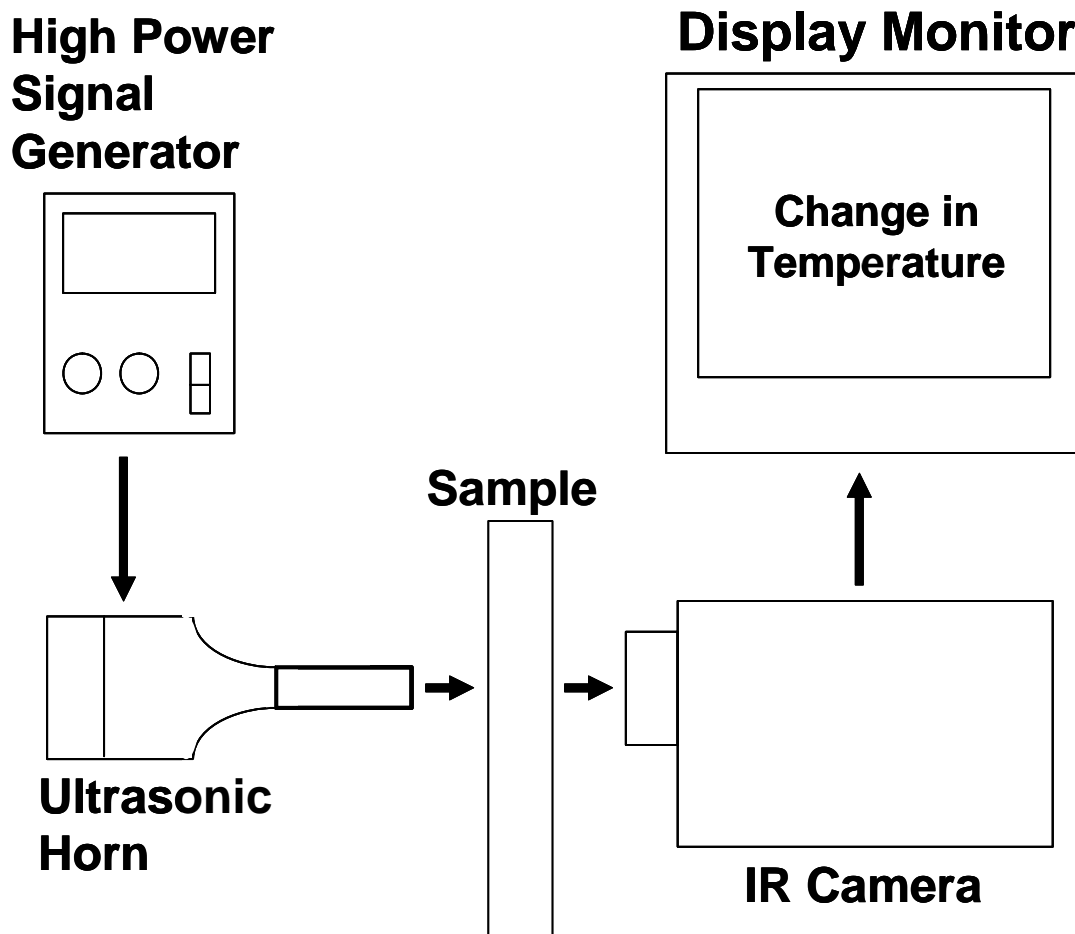 High Power
Signal
Generator
Display Monitor
Change in
Temperature
Sample
Ultrasonic
Horn
IR Camera